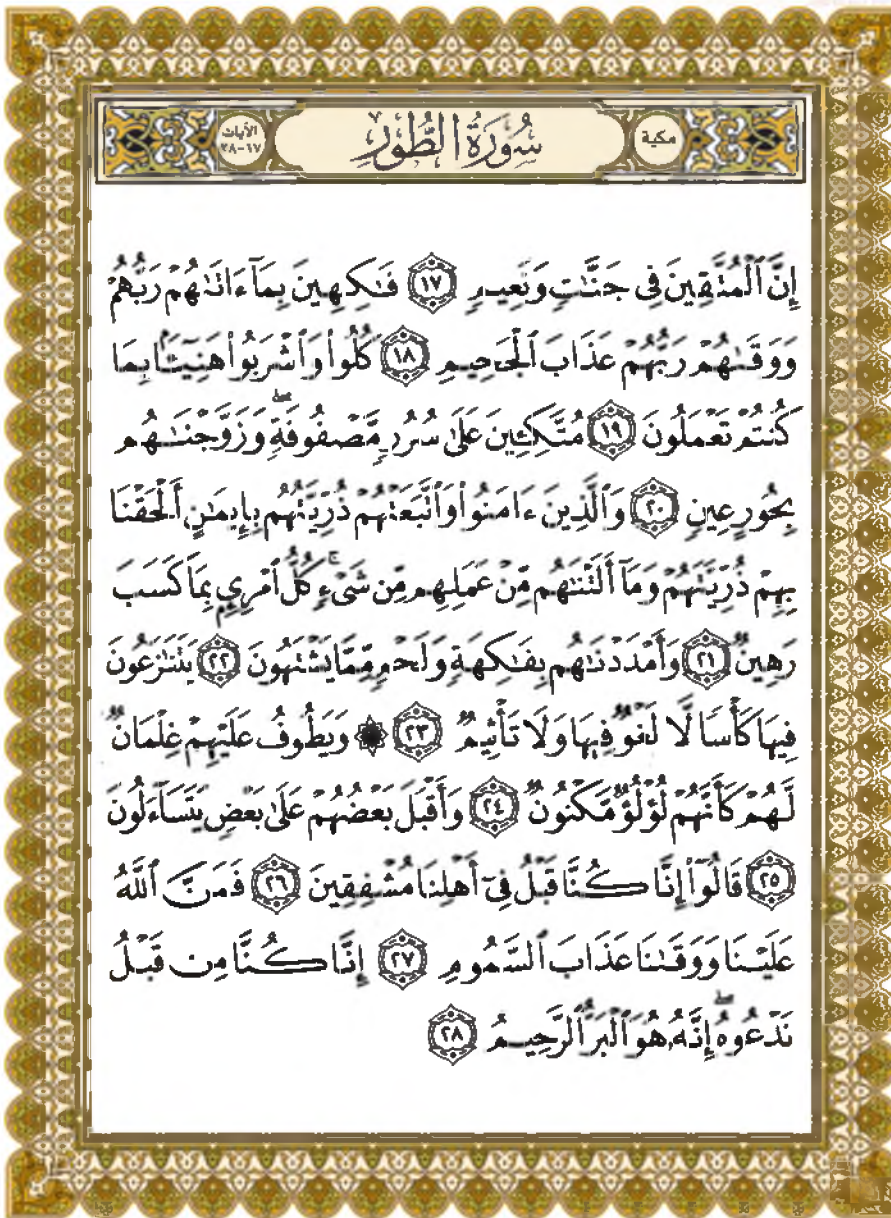 مكية
سُورَةُ الطُّورِ
الآيات
١٧-٢٨
إِنَّ ٱلْمُتَّقِينَ فِى جَنَّٰتٍ وَنَعِيمٍ ١٧ فَٰكِهِينَ بِمَآ ءَاتَىٰهُمْ رَبُّهُمْ
وَوَقَىٰهُمْ رَبُّهُمْ عَذَابَ ٱلْجَحِيمِ ١٨ كُلُوا۟ وَٱشْرَبُوا۟ هَنِيٓـًٔۢا بِمَا
كُنتُمْ تَعْمَلُونَ ١٩ مُتَّكِـِٔينَ عَلَىٰ سُرُرٍ مَّصْفُوفَةٍ ۖ وَزَوَّجْنَٰهُم
بِحُورٍ عِينٍ ٢٠ وَٱلَّذِينَ ءَامَنُوا۟ وَٱتَّبَعَتْهُمْ ذُرِّيَّتُهُم بِإِيمَٰنٍ أَلْحَقْنَا
بِهِمْ ذُرِّيَّتَهُمْ وَمَآ أَلَتْنَٰهُم مِّنْ عَمَلِهِم مِّن شَىْءٍ ۚ كُلُّ ٱمْرِئٍۭ بِمَا كَسَبَ
رَهِينٌ ٢١ وَأَمْدَدْنَٰهُم بِفَٰكِهَةٍ وَلَحْمٍ مِّمَّا يَشْتَهُونَ ٢٢ يَتَنَٰزَعُونَ
فِيهَا كَأْسًا لَّا لَغْوٌ فِيهَا وَلَا تَأْثِيمٌ ٢٣ ۞ وَيَطُوفُ عَلَيْهِمْ غِلْمَانٌ
لَّهُمْ كَأَنَّهُمْ لُؤْلُؤٌ مَّكْنُونٌ ٢٤ وَأَقْبَلَ بَعْضُهُمْ عَلَىٰ بَعْضٍ يَتَسَآءَلُونَ
٢٥ قَالُوٓا۟ إِنَّا كُنَّا قَبْلُ فِىٓ أَهْلِنَا مُشْفِقِينَ ٢٦ فَمَنَّ ٱللَّهُ
عَلَيْنَا وَوَقَىٰنَا عَذَابَ ٱلسَّمُومِ ٢٧ إِنَّا كُنَّا مِن قَبْلُ
نَدْعُوهُ ۖ إِنَّهُۥ هُوَ ٱلْبَرُّ ٱلرَّحِيمُ ٢٨